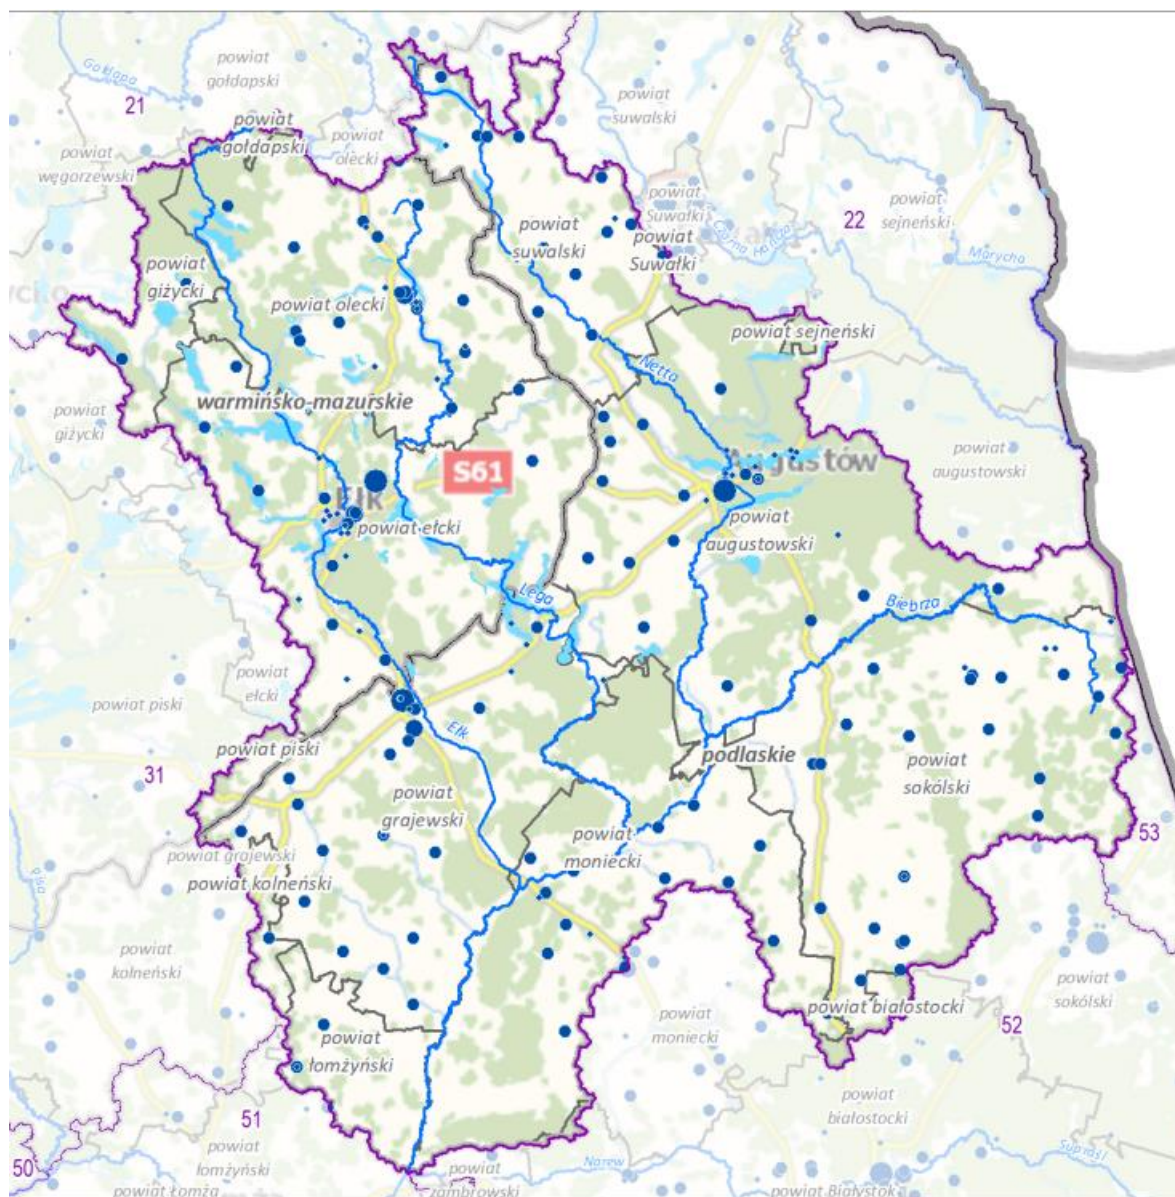 Gołdapa
powiat
gołdapski
21
powiat
gołdapski
powiat
olecki
powiat
węgorzewski
powiat
suwalski
powiat
Suwałki
22
powiat
sejneński
Czarna Hańcza
Marycha
powiat
suwalski
powiat
Suwałki
powiat
giżycki
powiat olecki
powiat sejneński
Netta
warmińsko-mazurskie
powiat
giżycki
powiat
augustowski
S61
Augustów
Ełk
powiat ełcki
powiat
augustowski
Lega
Biebrza
powiat
ełcki
powiat piski
Ełk
powiat piski
podlaskie
31
powiat
sokólski
powiat
grajewski
powiat
moniecki
53
powiat grajewski
powiat kolneński
Pisa
powiat
kolneński
powiat
sokólski
powiat białostocki
powiat
moniecki
52
powiat
łomżyński
51
powiat
białostocki
powiat
łomżyński
50
Narew
Supraśl
powiat Łomża
powiat
zambrowski
powiat Białystok